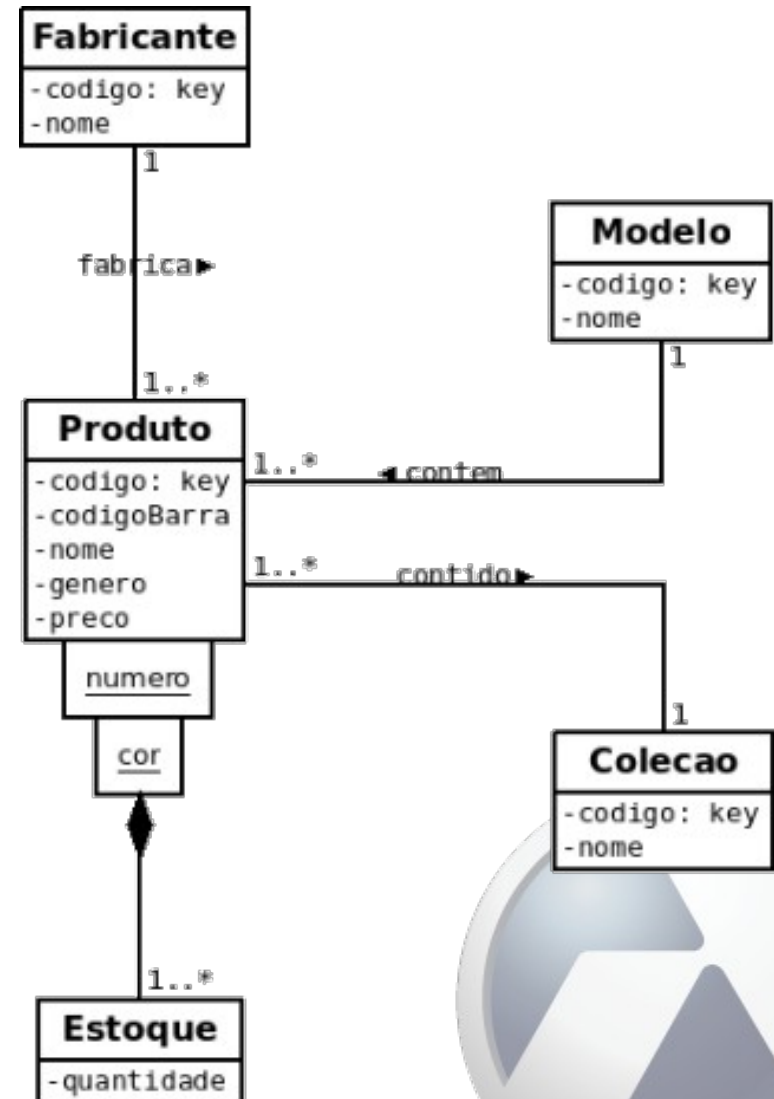 Fabricante
-codigo: key
-nome
1
fabrica►
1..*
Modelo
-codigo: key
-nome
1
Produto
-codigo: key
-codigoBarra
-nome
-genero
-preco
1..*
◄contem
1..*
contido►
1
numero
cor
Colecao
-codigo: key
-nome
1..*
Estoque
-quantidade